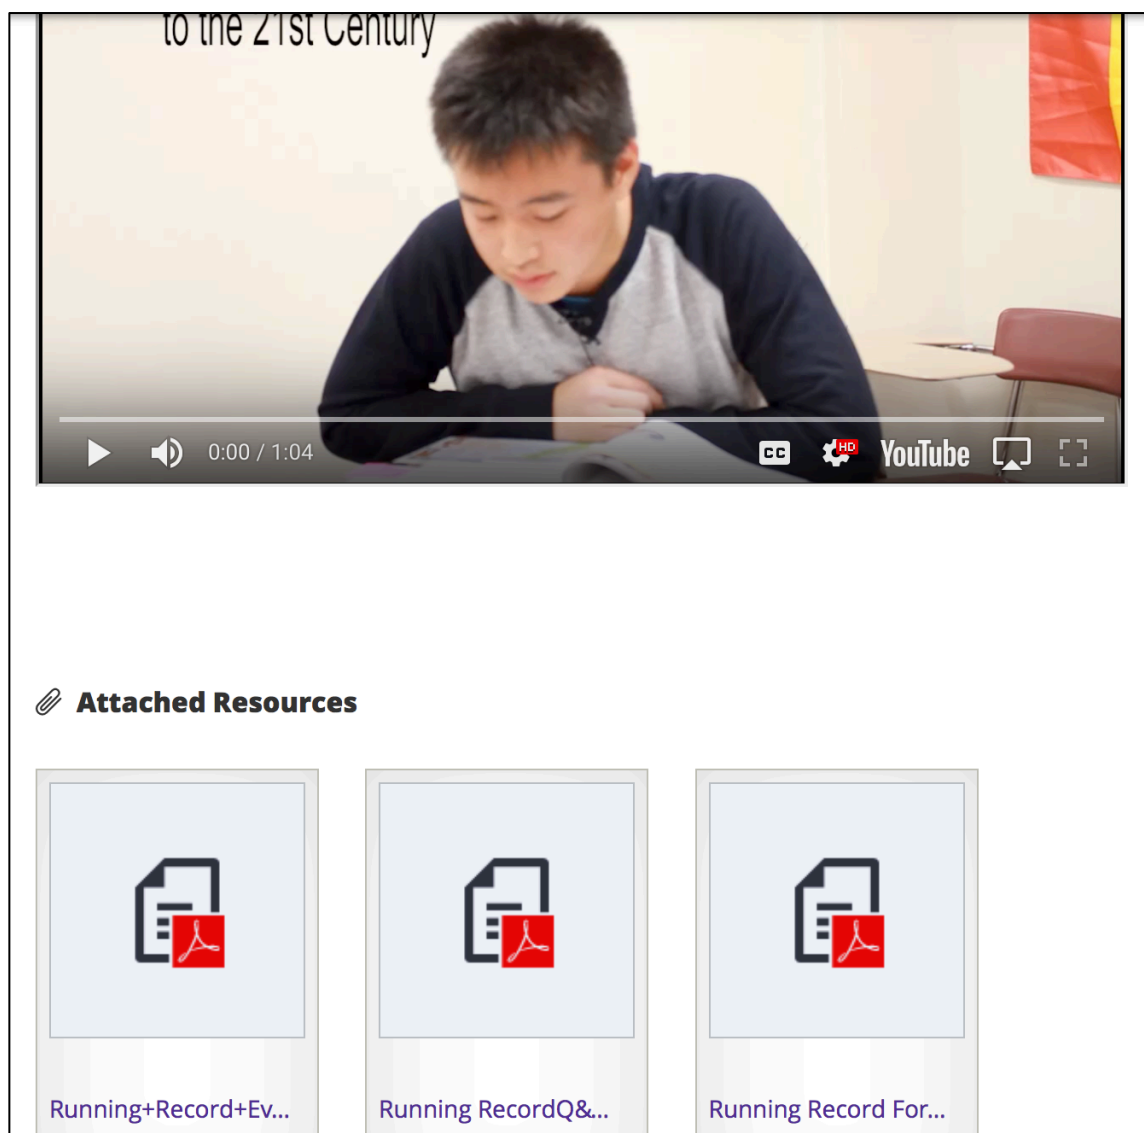 to the 21st Century
0:00 / 1:04
CC
HD
YouTube
Attached Resources
Running+Record+Ev...
Running RecordQ&...
Running Record For...